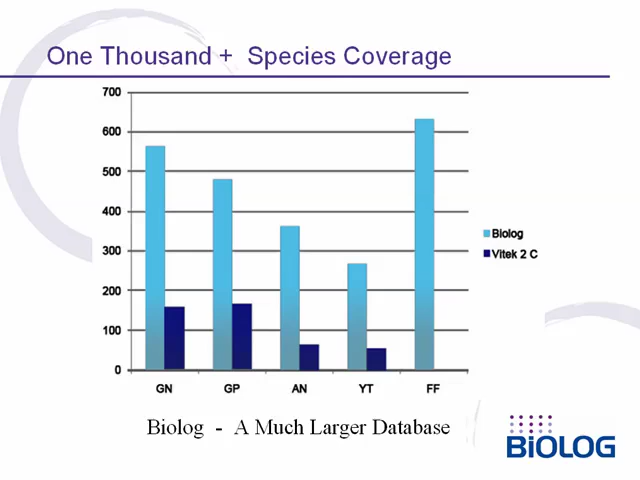 One Thousand + Species Coverage
700
600
500
400
300
200
100
0
GN GP AN YT FF
Biolog
Vitek 2 C
Biolog - A Much Larger Database
BiOLOG